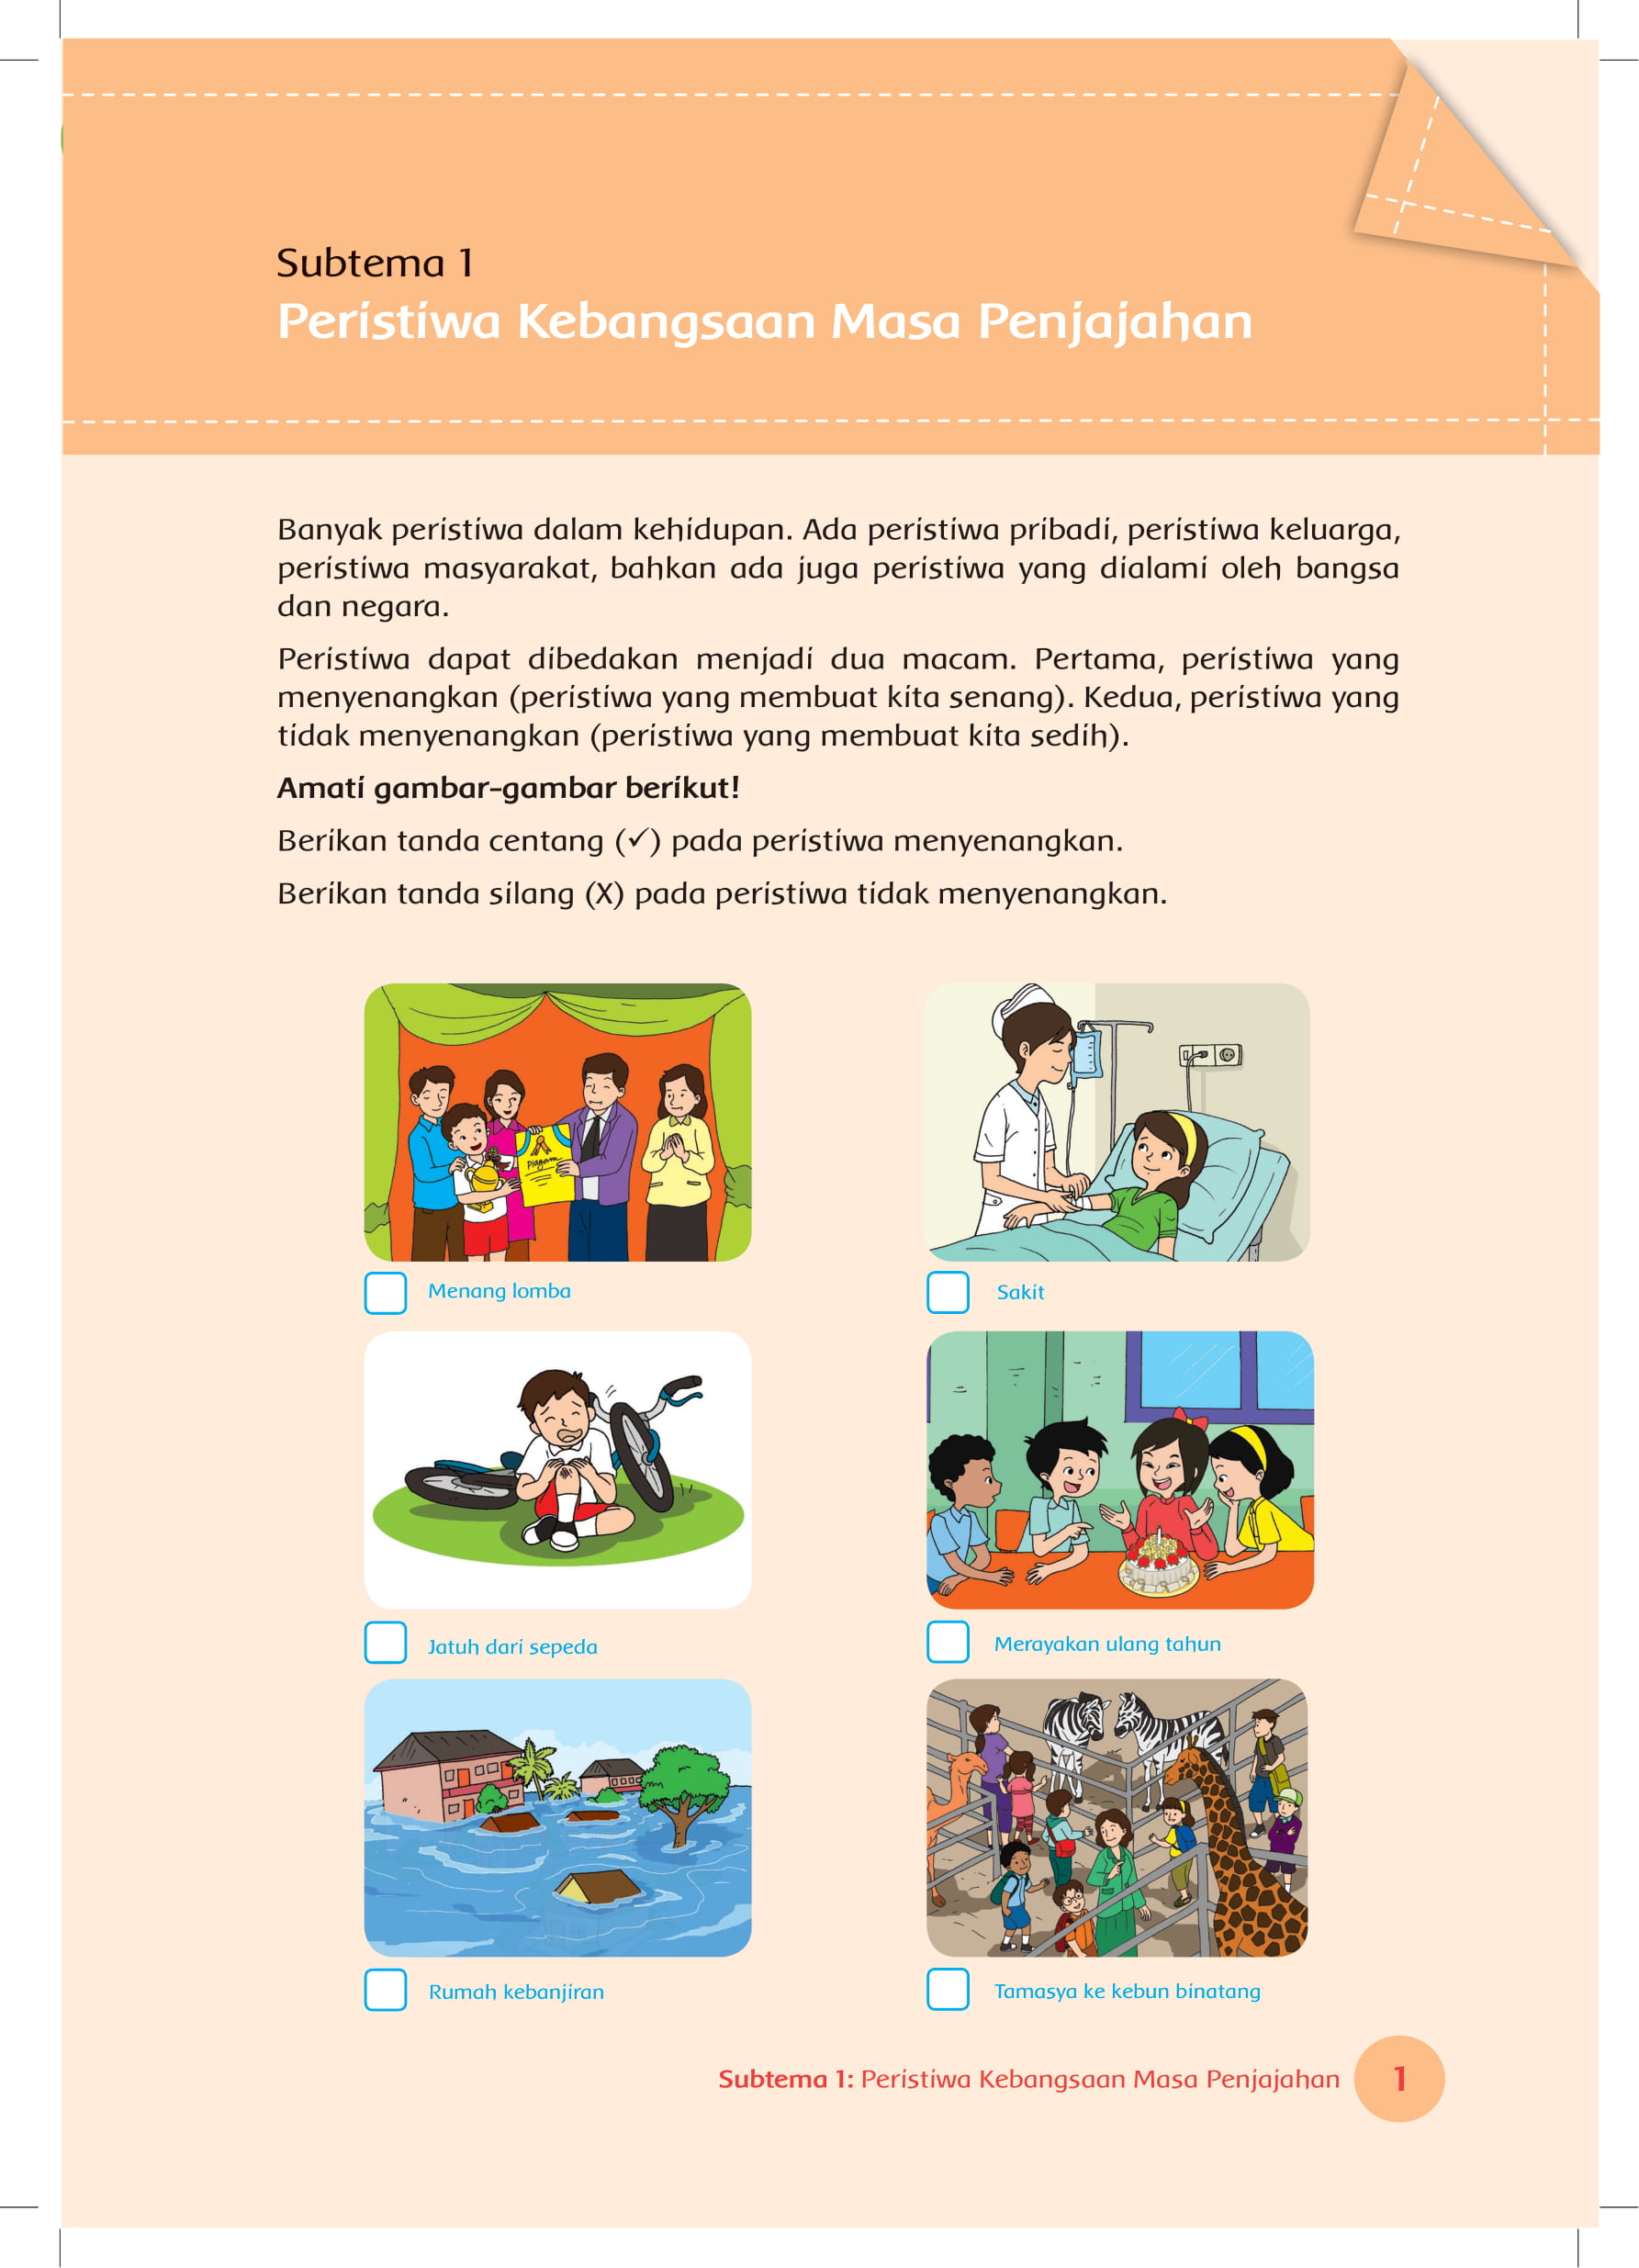 Subtema 1
Peristiwa Kebangsaan Masa Penjajahan
Banyak peristiwa dalam kehidupan. Ada peristiwa pribadi, peristiwa keluarga,
peristiwa masyarakat, bahkan ada juga peristiwa yang dialami oleh bangsa
dan negara.
Peristiwa dapat dibedakan menjadi dua macam. Pertama, peristiwa yang
menyenangkan (peristiwa yang membuat kita senang). Kedua, peristiwa yang
tidak menyenangkan (peristiwa yang membuat kita sedih).
Amati gambar-gambar berikut!
Berikan tanda centang (✓) pada peristiwa menyenangkan.
Berikan tanda silang (X) pada peristiwa tidak menyenangkan.
Piagam
Menang lomba
Sakit
Jatuh dari sepeda
Merayakan ulang tahun
Rumah kebanjiran
Tamasya ke kebun binatang
Subtema 1: Peristiwa Kebangsaan Masa Penjajahan
1